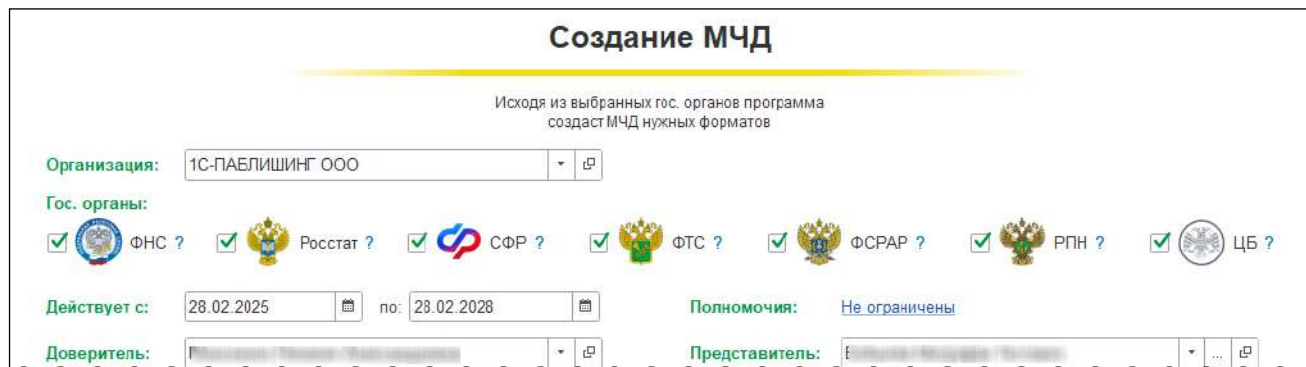 Создание МЧД
Исходя из выбранных гос. органов программа
создаст МЧД нужных форматов
Организация: 1С-ПАБЛИШИНГ ООО
Гос. органы:
ФНС ? Росстат ? СФР ? ФТС ? ФСРАР ? РПН ? ЦБ ?
Действует с: 28.02.2025 по: 28.02.2028 Полномочия: Не ограничены
Доверитель: Представитель: